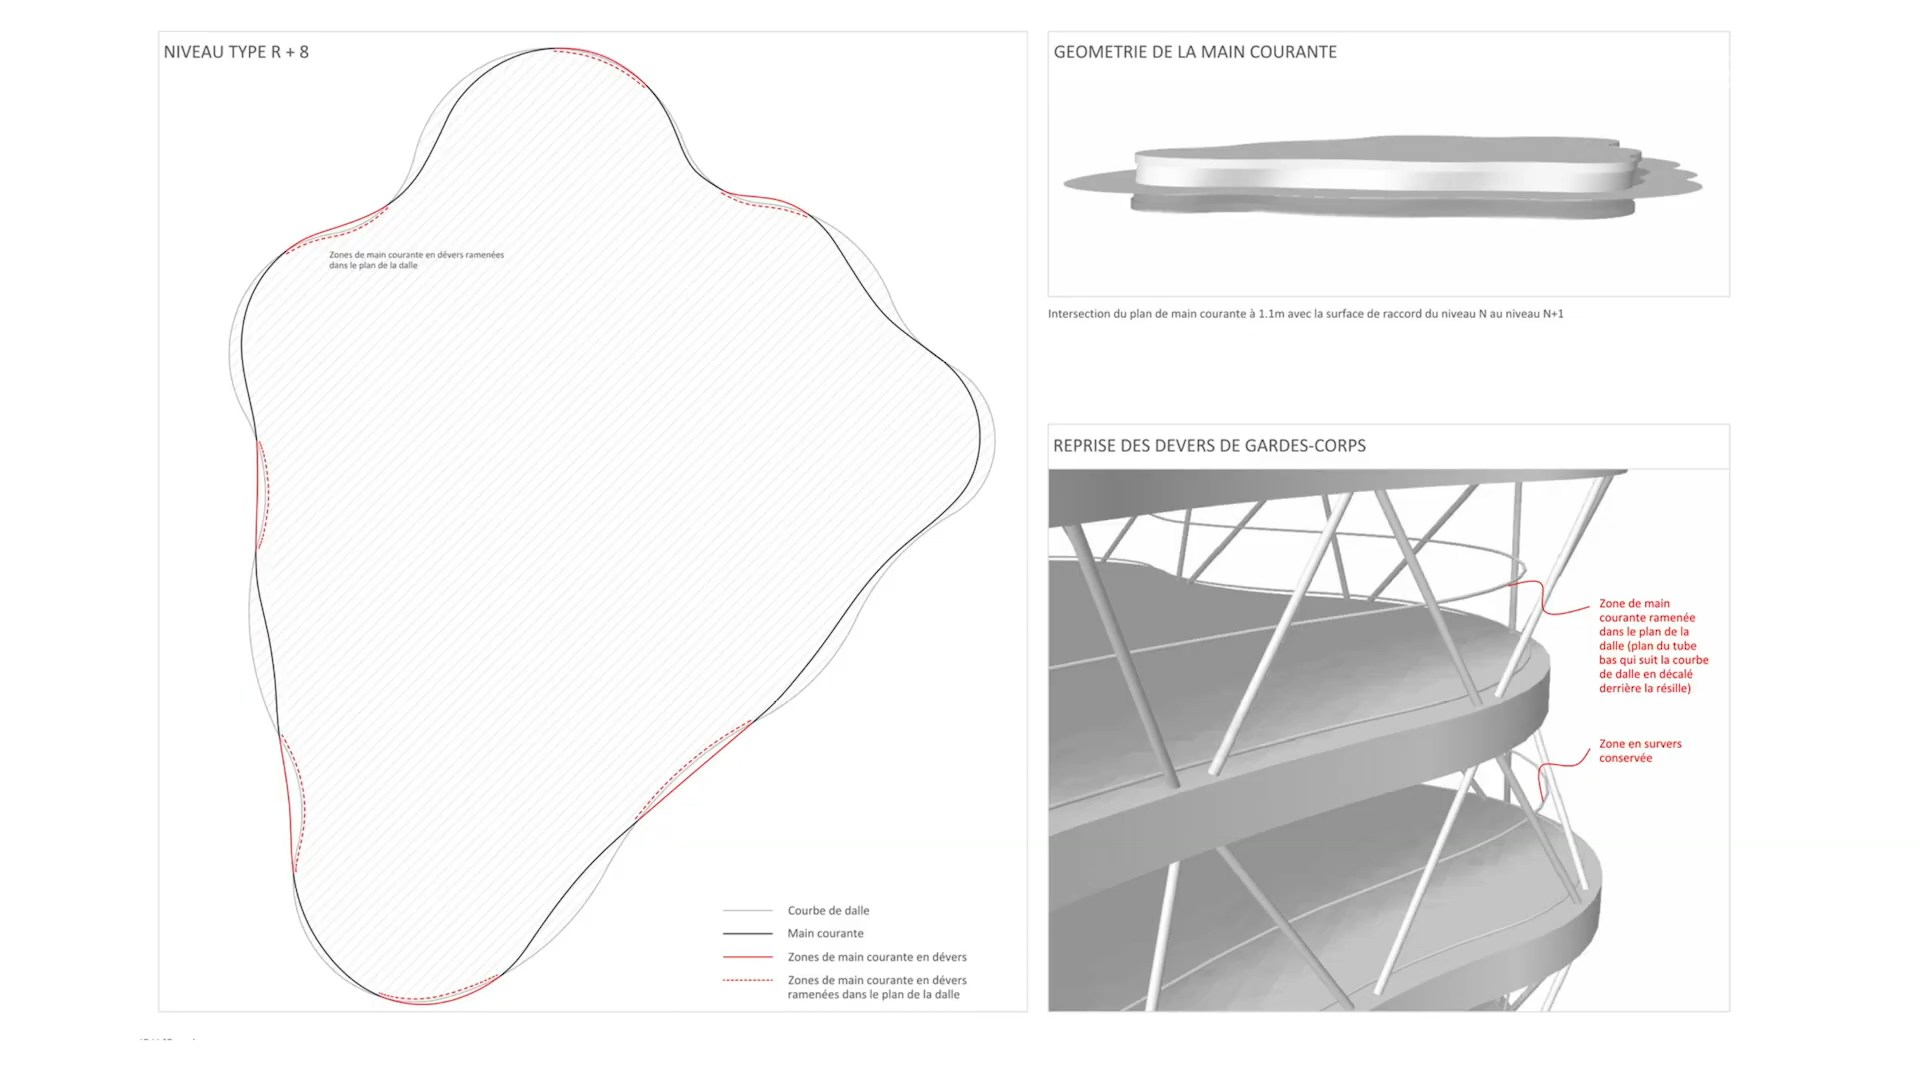 NIVEAU TYPE R + 8
Zones de main courante en dévers ramenées
dans le plan de la dalle
Courbe de dalle
Main courante
Zones de main courante en dévers
Zones de main courante en dévers
ramenées dans le plan de la dalle
GEOMETRIE DE LA MAIN COURANTE
Intersection du plan de main courante à 1.1m avec la surface de raccord du niveau N au niveau N+1
REPRISE DES DEVERS DE GARDES-CORPS
Zone de main
courante ramenée
dans le plan de la
dalle (plan du tube
bas qui suit la courbe
de dalle en décalé
derrière la résille)
Zone en survers
conservée